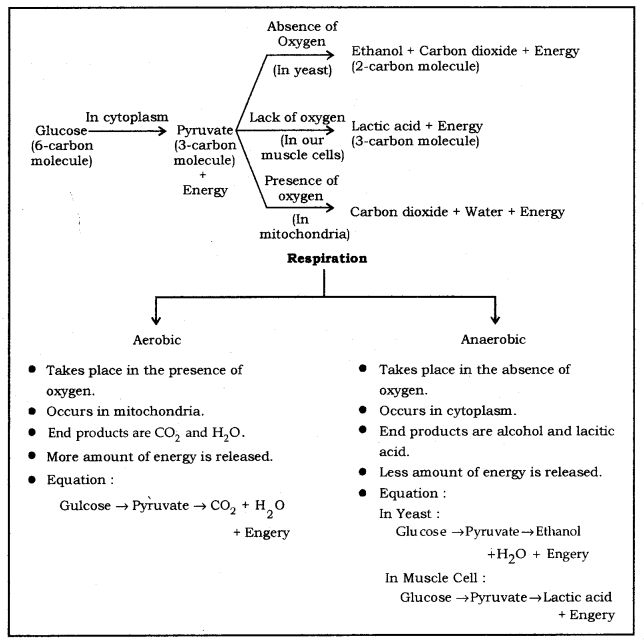 Absence of
Oxygen
(In yeast)
Ethanol + Carbon dioxide + Energy
(2-carbon molecule)
In cytoplasm
Glucose
(6-carbon
molecule)
Pyruvate
(3-carbon
molecule)
+
Energy
Lack of oxygen
(In our
muscle cells)
Lactic acid + Energy
(3-carbon molecule)
Presence of
oxygen
(In
mitochondria)
Carbon dioxide + Water + Energy
Respiration
Aerobic
● Takes place in the presence of
oxygen.
● Occurs in mitochondria.
● End products are CO₂ and H₂O.
● More amount of energy is released.
● Equation :
Gulcose → Pyruvate → CO₂ + H₂O
+ Engery
Anaerobic
● Takes place in the absence of
oxygen.
● Occurs in cytoplasm.
● End products are alcohol and lacitic
acid.
● Less amount of energy is released.
● Equation :
In Yeast :
Glucose →Pyruvate→Ethanol
+H₂O + Engery
In Muscle Cell :
Glucose →Pyruvate→Lactic acid
+ Engery